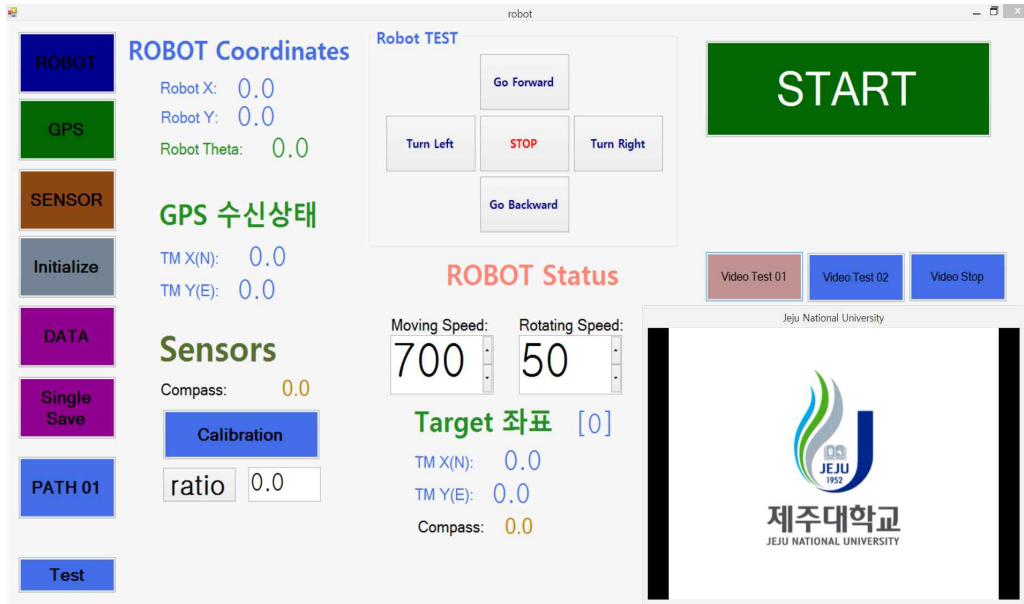 robot
ROBOT
GPS
SENSOR
Initialize
DATA
Single
Save
PATH 01
Test
ROBOT Coordinates
Robot X: 0.0
Robot Y: 0.0
Robot Theta: 0.0
GPS 수신상태
TM X(N): 0.0
TM Y(E): 0.0
Sensors
Compass: 0.0
Calibration
ratio 0.0
Robot TEST
Go Forward
Turn Left STOP Turn Right
Go Backward
ROBOT Status
Moving Speed: Rotating Speed:
700 50
Target 좌표 [0]
TM X(N): 0.0
TM Y(E): 0.0
Compass: 0.0
START
Video Test 01 Video Test 02 Video Stop
Jeju National University
JEJU
1952
제주대학교
JEJU NATIONAL UNIVERSITY